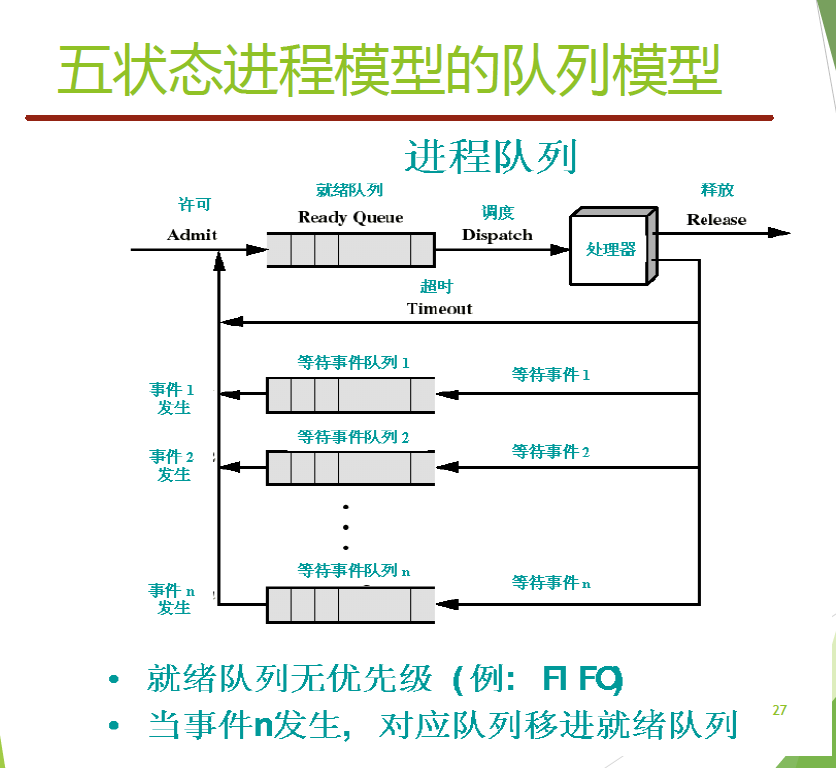 五状态进程模型的队列模型
进程队列
许可
Admit
就绪队列
Ready Queue
调度
Dispatch
处理器
释放
Release
超时
Timeout
等待事件队列 1
等待事件 1
事件 1
发生
等待事件队列 2
等待事件 2
事件 2
发生
等待事件队列 n
等待事件 n
事件 n
发生
• 就绪队列无优先级（例： FIFO）
• 当事件n发生，对应队列移进就绪队列
27